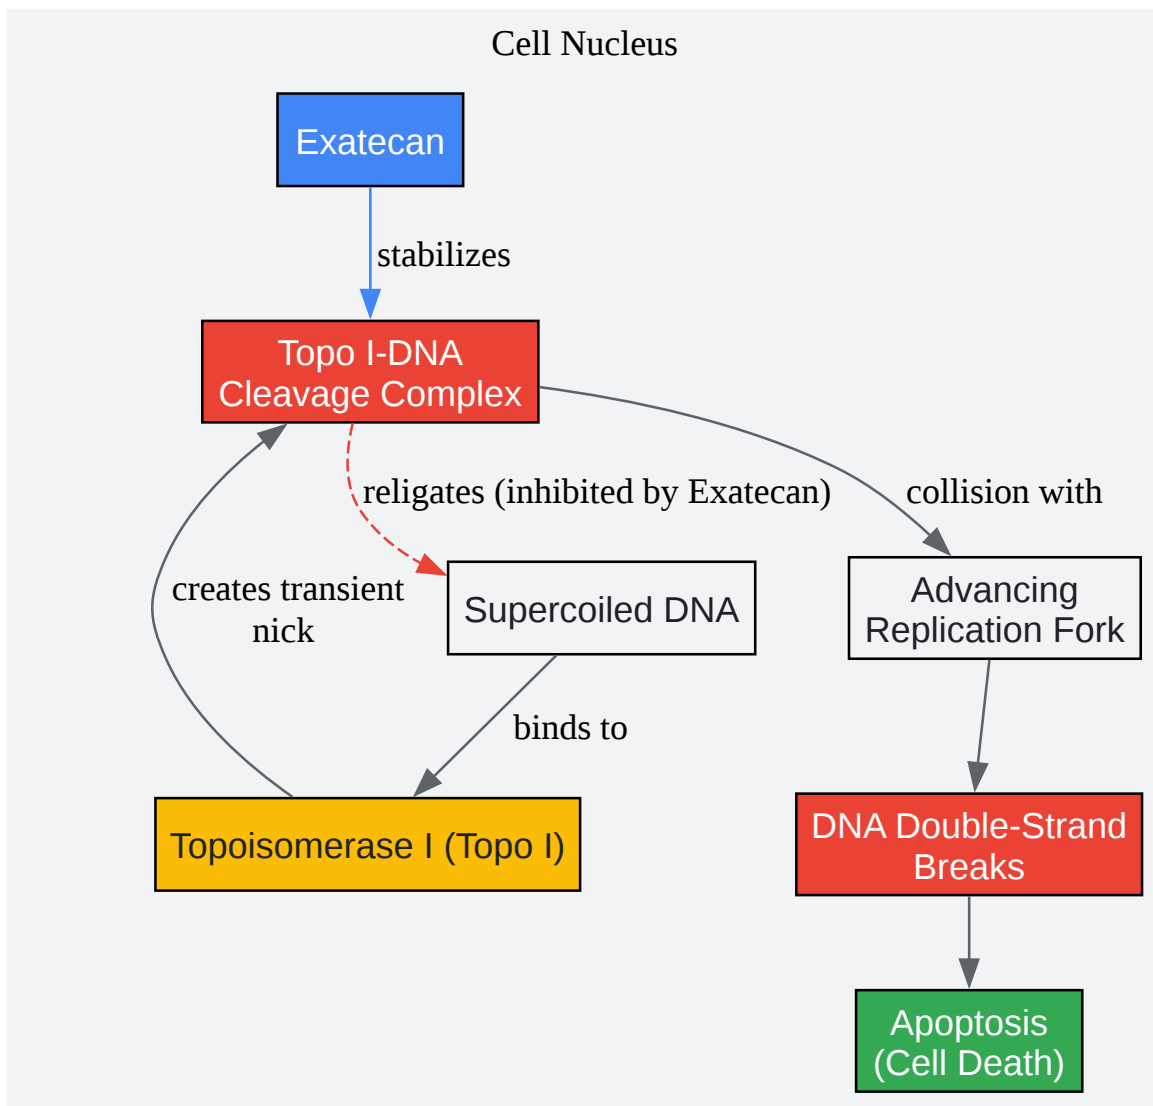 Cell Nucleus
Exatecan
stabilizes
Topo I-DNA
Cleavage Complex
religates (inhibited by Exatecan)
collision with
creates transient
nick
Supercoiled DNA
Advancing
Replication Fork
binds to
Topoisomerase I (Topo I)
DNA Double-Strand
Breaks
Apoptosis
(Cell Death)